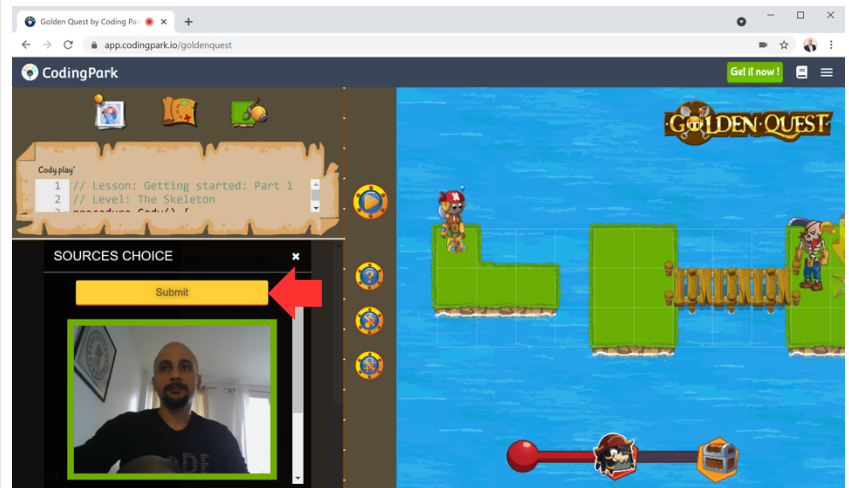 Golden Quest by Coding Par
app.codingpark.io/goldenquest
CodingPark
Get it now !
GOLDEN QUEST
Cody.play*
1 // Lesson: Getting started: Part 1
2 // Level: The Skeleton
SOURCES CHOICE
Submit